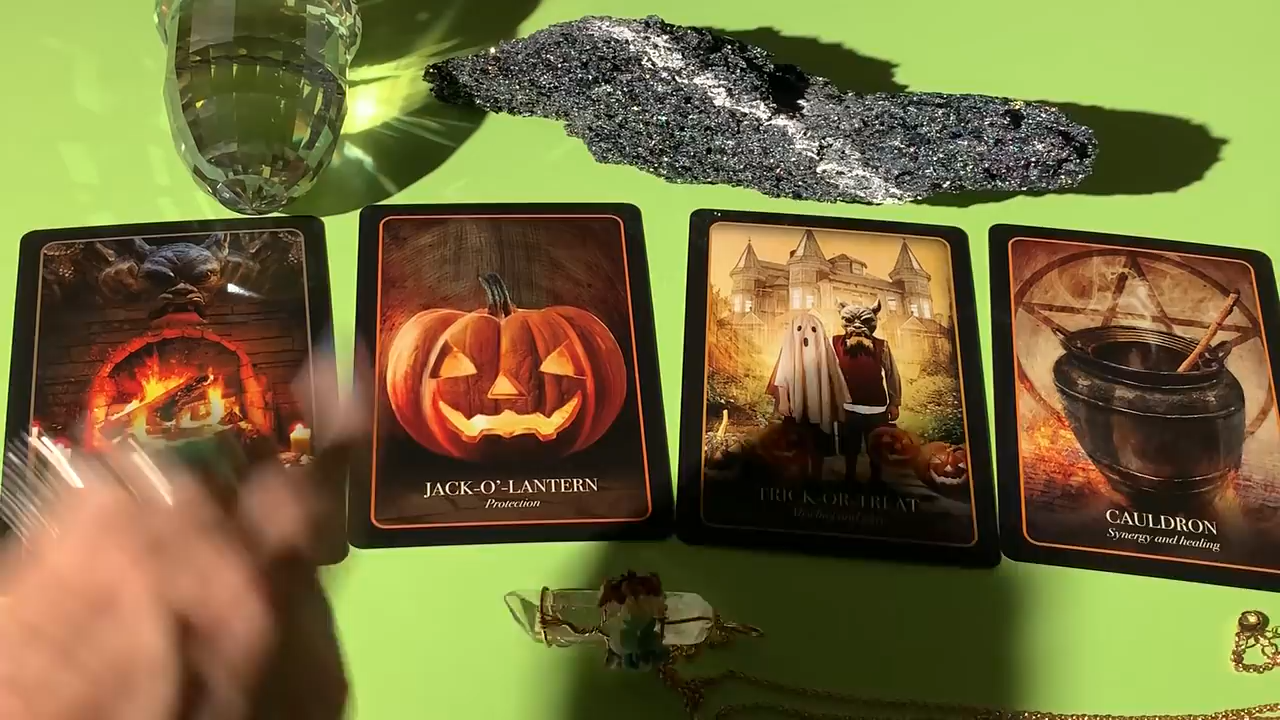 JACK-O'-LANTERN
Protection
TRICK-OR-TREAT
CAULDRON
Synergy and healing